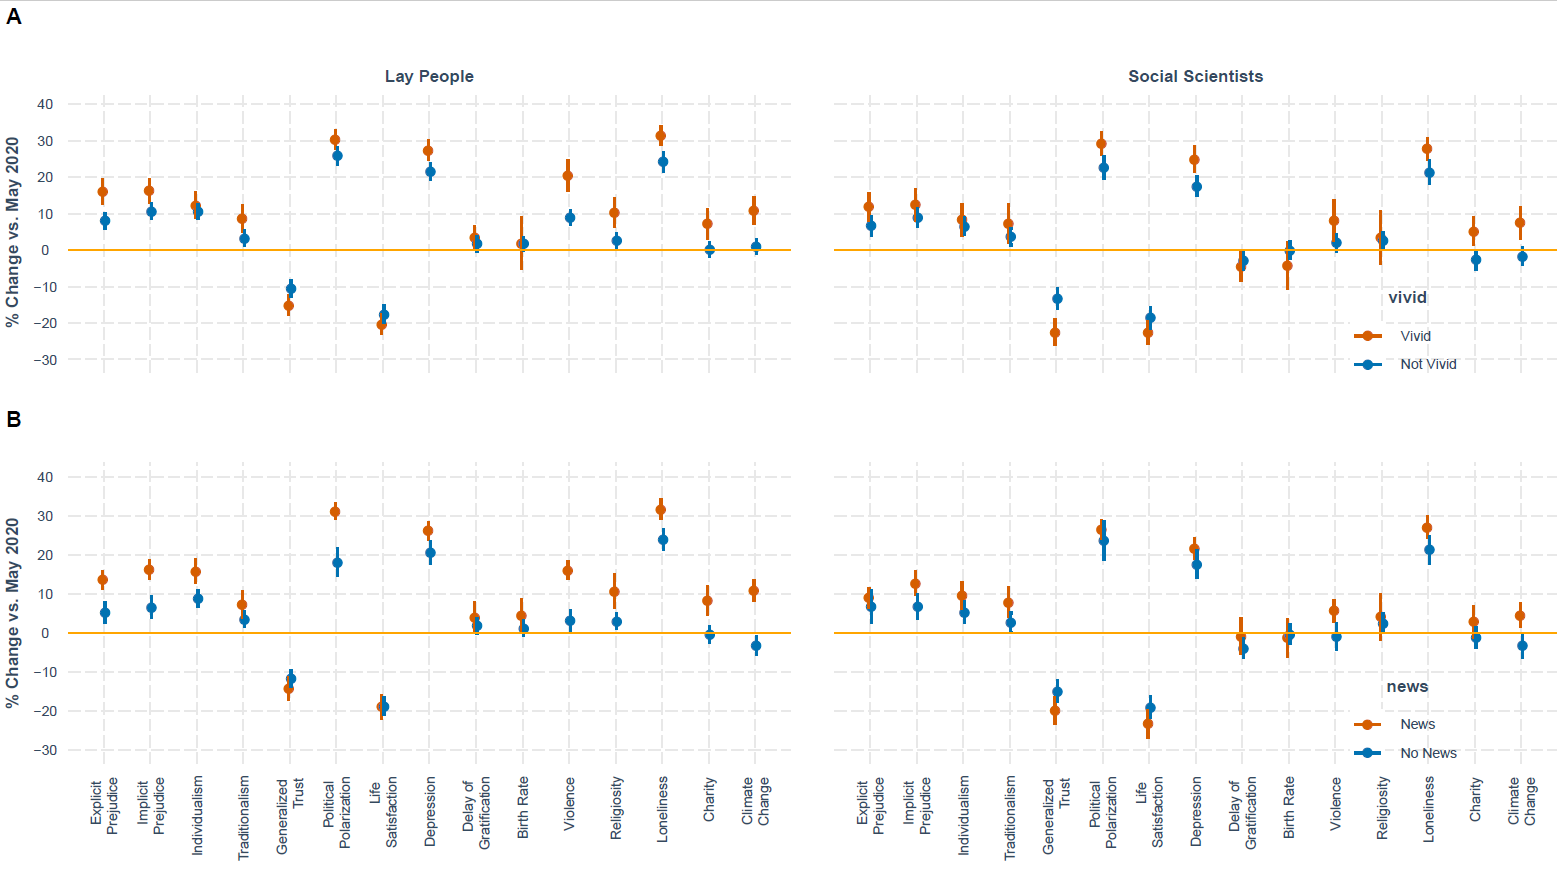 A
Lay People
Social Scientists
% Change vs. May 2020
40
30
20
10
0
−10
−20
−30
vivid
Vivid
Not Vivid
B
% Change vs. May 2020
40
30
20
10
0
−10
−20
−30
news
News
No News
Explicit
Prejudice
Implicit
Prejudice
Individualism
Traditionalism
Generalized
Trust
Political
Polarization
Life
Satisfaction
Depression
Delay of
Gratification
Birth Rate
Violence
Religiosity
Loneliness
Charity
Climate
Change
Explicit
Prejudice
Implicit
Prejudice
Individualism
Traditionalism
Generalized
Trust
Political
Polarization
Life
Satisfaction
Depression
Delay of
Gratification
Birth Rate
Violence
Religiosity
Loneliness
Charity
Climate
Change